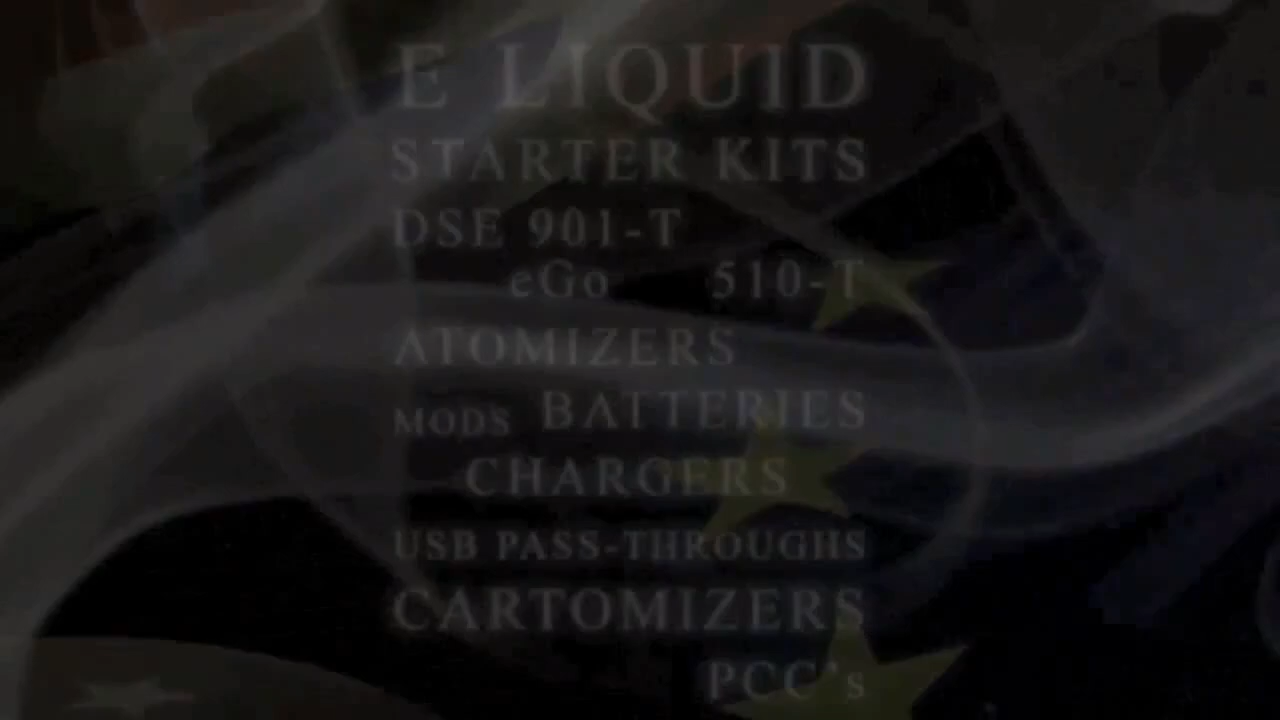 E LIQUID
STARTER KITS
DSE 901-T
eGo 510-T
ATOMIZERS
MODS BATTERIES
CHARGERS
USB PASS-THROUGHS
CARTOMIZERS
PCC's